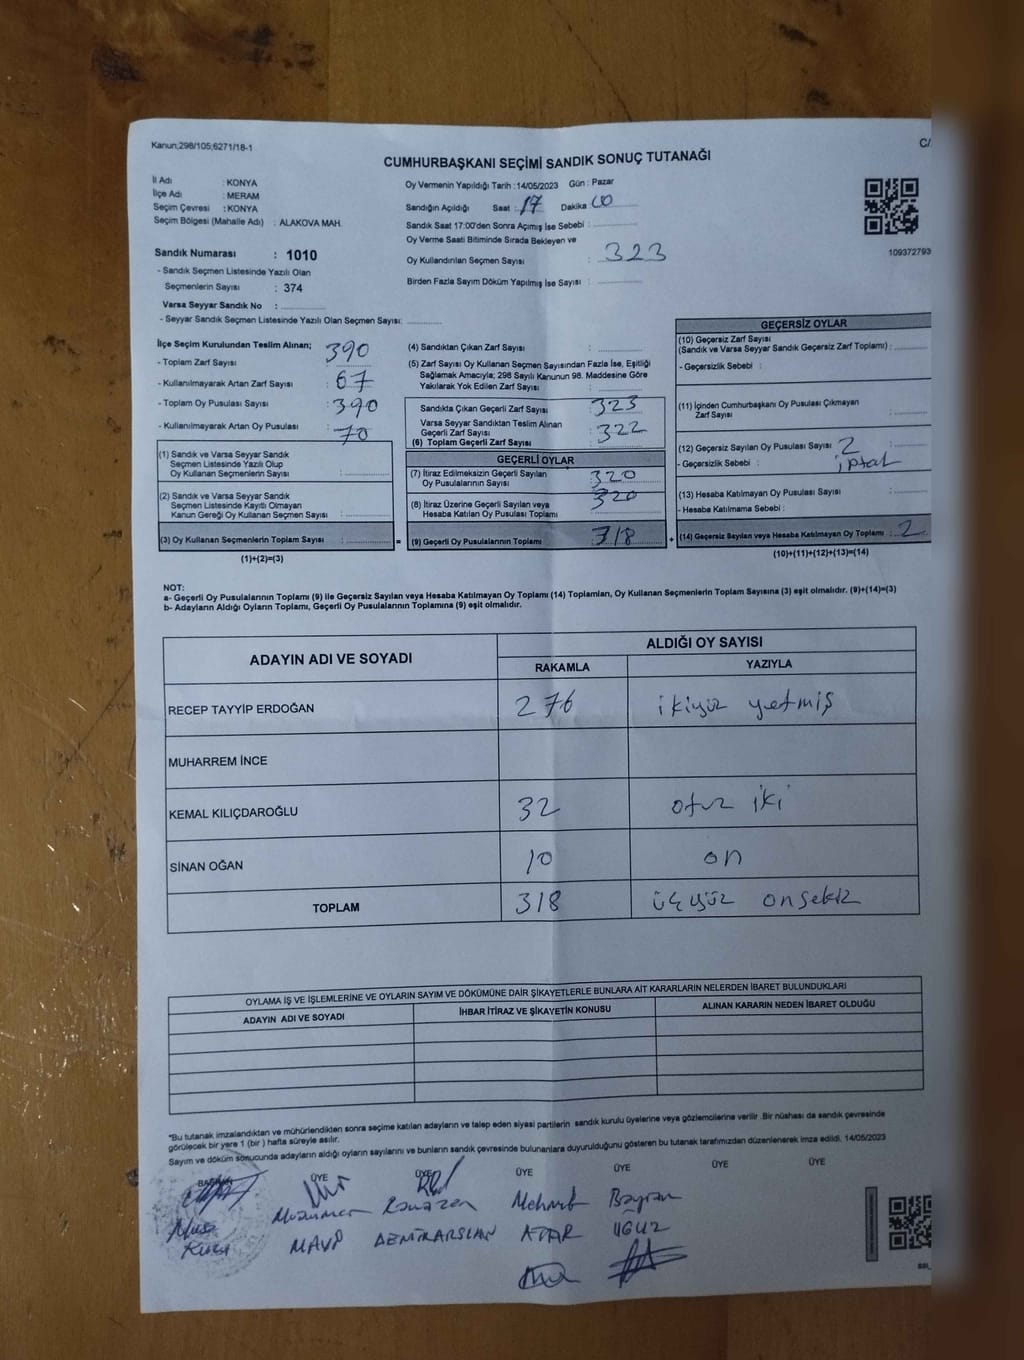 Kanun;298/105;6271/18-1
C/
CUMHURBAŞKANI SEÇİMİ SANDIK SONUÇ TUTANAĞI
İl Adı : KONYA
İlçe Adı : MERAM
Seçim Çevresi : KONYA
Seçim Bölgesi (Mahalle Adı) : ALAKOVA MAH.
Oy Vermenin Yapıldığı Tarih : 14/05/2023 Gün : Pazar
Sandığın Açıldığı Saat : 17 Dakika 00
Sandık Saat 17:00'den Sonra Açımış İse Sebebi :
Oy Verme Saati Bitiminde Sırada Bekleyen ve
Oy Kullandırılan Seçmen Sayısı : 323
Birden Fazla Sayım Döküm Yapılmış İse Sayısı :
109372793
Sandık Numarası : 1010
- Sandık Seçmen Listesinde Yazılı Olan
Seçmenlerin Sayısı : 374
Varsa Seyyar Sandık No :
- Seyyar Sandık Seçmen Listesinde Yazılı Olan Seçmen Sayısı:
İlçe Seçim Kurulundan Teslim Alınan;
- Toplam Zarf Sayısı : 390
- Kullanılmayarak Artan Zarf Sayısı : 67
- Toplam Oy Pusulası Sayısı : 390
- Kullanılmayarak Artan Oy Pusulası : 70
(1) Sandık ve Varsa Seyyar Sandık
Seçmen Listesinde Yazılı Olup
Oy Kullanan Seçmenlerin Sayısı :
(2) Sandık ve Varsa Seyyar Sandık
Seçmen Listesinde Kayıtlı Olmayan
Kanun Gereği Oy Kullanan Seçmen Sayısı :
(3) Oy Kullanan Seçmenlerin Toplam Sayısı :
(1)+(2)=(3)
(4) Sandıktan Çıkan Zarf Sayısı :
(5) Zarf Sayısı Oy Kullanan Seçmen Sayısından Fazla İse, Eşitliği
Sağlamak Amacıyla; 298 Sayılı Kanunun 98. Maddesine Göre
Yakılarak Yok Edilen Zarf Sayısı :
Sandıkta Çıkan Geçerli Zarf Sayısı : 323
Varsa Seyyar Sandıktan Teslim Alınan
Geçerli Zarf Sayısı : 322
(6) Toplam Geçerli Zarf Sayısı
GEÇERLİ OYLAR
(7) İtiraz Edilmeksizin Geçerli Sayılan
Oy Pusulalarının Sayısı : 320
(8) İtiraz Üzerine Geçerli Sayılan veya
Hesaba Katılan Oy Pusulası Toplamı : 320
= (9) Geçerli Oy Pusulalarının Toplamı : 318
GEÇERSİZ OYLAR
(10) Geçersiz Zarf Sayısı
(Sandık ve Varsa Seyyar Sandık Geçersiz Zarf Toplamı) :
- Geçersizlik Sebebi :
(11) İçinden Cumhurbaşkanı Oy Pusulası Çıkmayan
Zarf Sayısı :
(12) Geçersiz Sayılan Oy Pusulası Sayısı : 2
- Geçersizlik Sebebi : iptal
(13) Hesaba Katılmayan Oy Pusulası Sayısı :
- Hesaba Katılmama Sebebi :
+ (14) Geçersiz Sayılan veya Hesaba Katılmayan Oy Toplamı : 2
(10)+(11)+(12)+(13)=(14)
NOT:
a- Geçerli Oy Pusulalarının Toplamı (9) ile Geçersiz Sayılan veya Hesaba Katılmayan Oy Toplamı (14) Toplamları, Oy Kullanan Seçmenlerin Toplam Sayısına (3) eşit olmalıdır. (9)+(14)=(3)
b- Adayların Aldığı Oyların Toplamı, Geçerli Oy Pusulalarının Toplamına (9) eşit olmalıdır.
ADAYIN ADI VE SOYADI
ALDIĞI OY SAYISI
RAKAMLA YAZIYLA
RECEP TAYYİP ERDOĞAN 276 ikiyüz yetmiş
MUHARREM İNCE
KEMAL KILIÇDAROĞLU 32 otuz iki
SİNAN OĞAN 10 on
TOPLAM 318 üçyüz onsekiz
OYLAMA İŞ VE İŞLEMLERİNE VE OYLARIN SAYIM VE DÖKÜMÜNE DAİR ŞİKAYETLERLE BUNLARA AİT KARARLARIN NELERDEN İBARET BULUNDUKLARI
ADAYIN ADI VE SOYADI İHBAR İTİRAZ VE ŞİKAYETİN KONUSU ALINAN KARARIN NEDEN İBARET OLDUĞU
*Bu tutanak imzalandıktan ve mühürlendikten sonra seçime katılan adayların ve talep eden siyasi partilerin sandık kurulu üyelerine veya gözlemcilerine verilir .Bir nüshası da sandık çevresinde
görülecek bir yere 1 (bir ) hafta süreyle asılır.
Sayım ve döküm sonucunda adayların aldığı oyların sayılarını ve bunların sandık çevresinde bulunanlara duyurulduğunu gösteren bu tutanak tarafımızdan düzenlenerek imza edildi. 14/05/2023
BAŞKAN ÜYE ÜYE ÜYE ÜYE ÜYE ÜYE
Musa Muammer Ramazan Mehmet Bayram
MAVİ DEMİRARSLAN ATAR UĞUZ